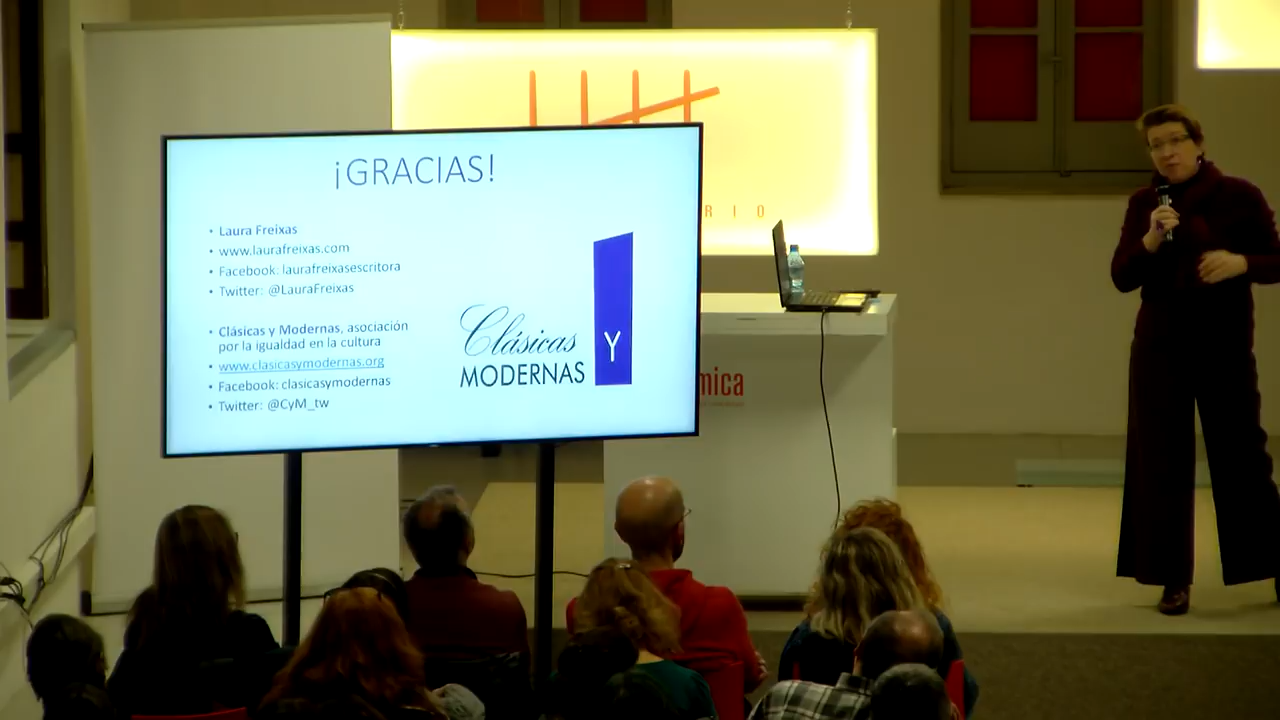 ¡GRACIAS!
• Laura Freixas
• www.laurafreixas.com
• Facebook: laurafreixasescritora
• Twitter: @LauraFreixas
• Clásicas y Modernas, asociación
por la igualdad en la cultura
• www.clasicasymodernas.org
• Facebook: clasicasymodernas
• Twitter: @CyM_tw
Clásicas
MODERNAS
Y
RIO
mica